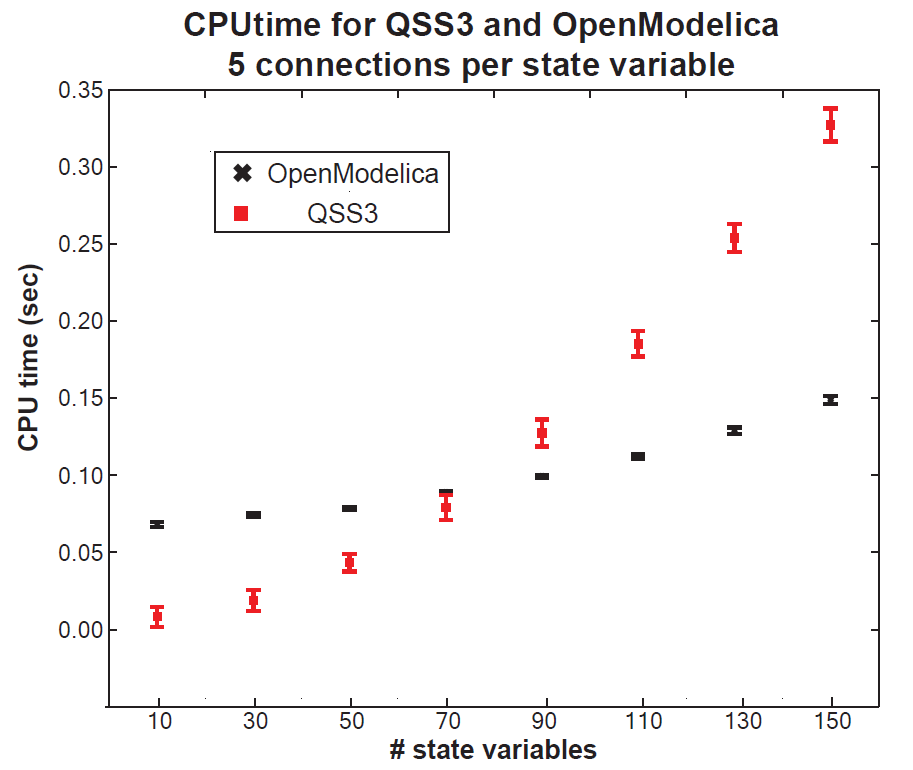 CPUtime for QSS3 and OpenModelica
5 connections per state variable
0.35
0.30
0.25
0.20
0.15
0.10
0.05
0.00
CPU time (sec)
OpenModelica
QSS3
10 30 50 70 90 110 130 150
# state variables